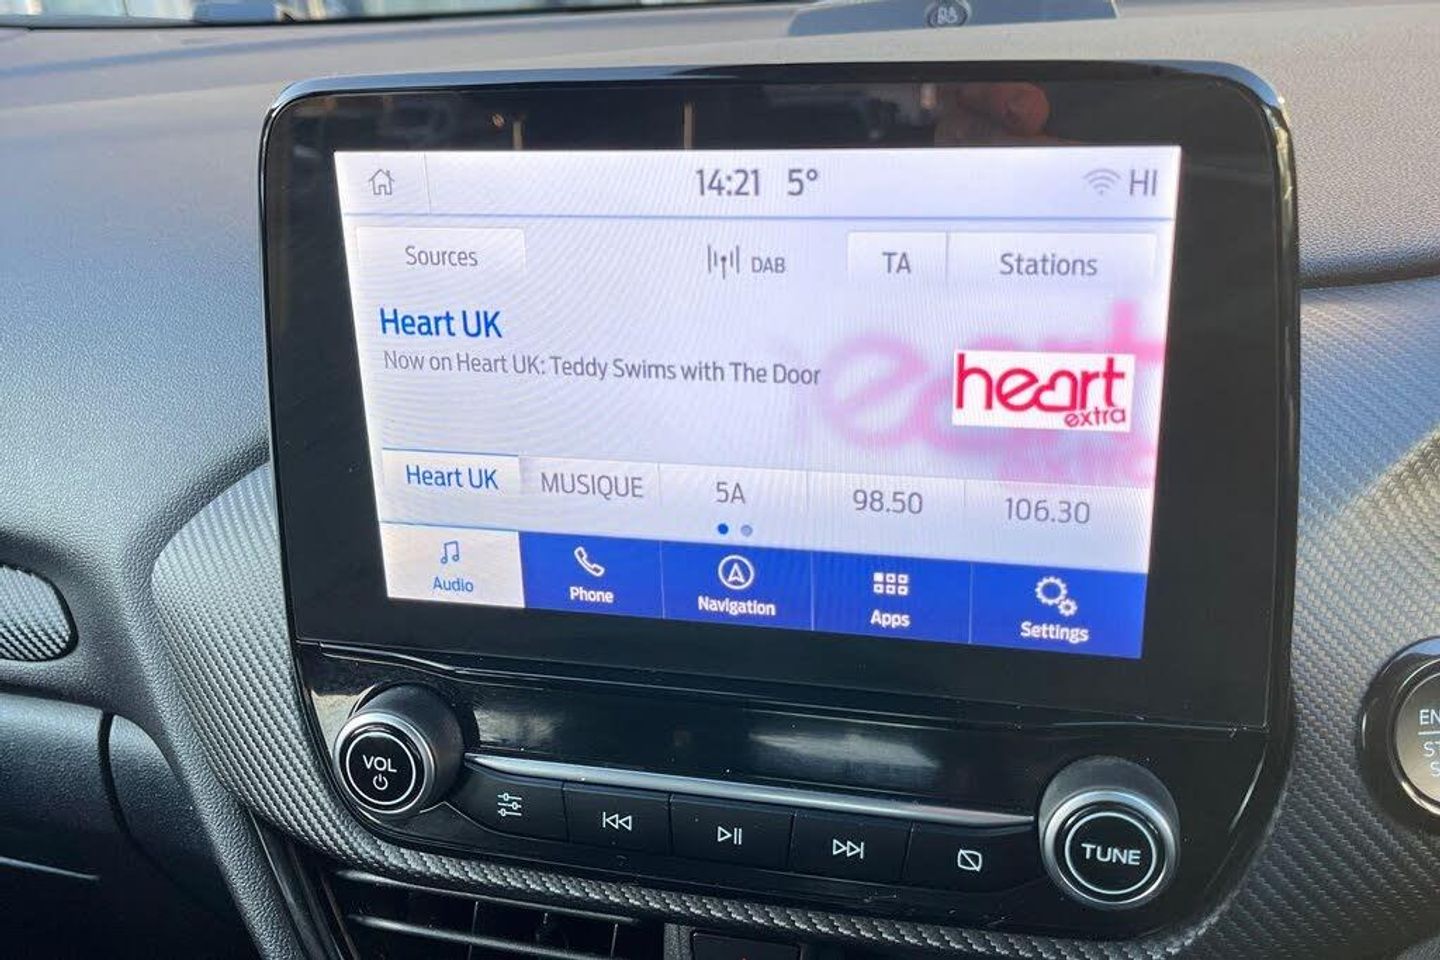 14:21 5° HI
Sources DAB TA Stations
Heart UK
Now on Heart UK: Teddy Swims with The Door
heart
extra
Heart UK MUSIQUE 5A 98.50 106.30
Audio Phone Navigation Apps Settings
VOL
TUNE